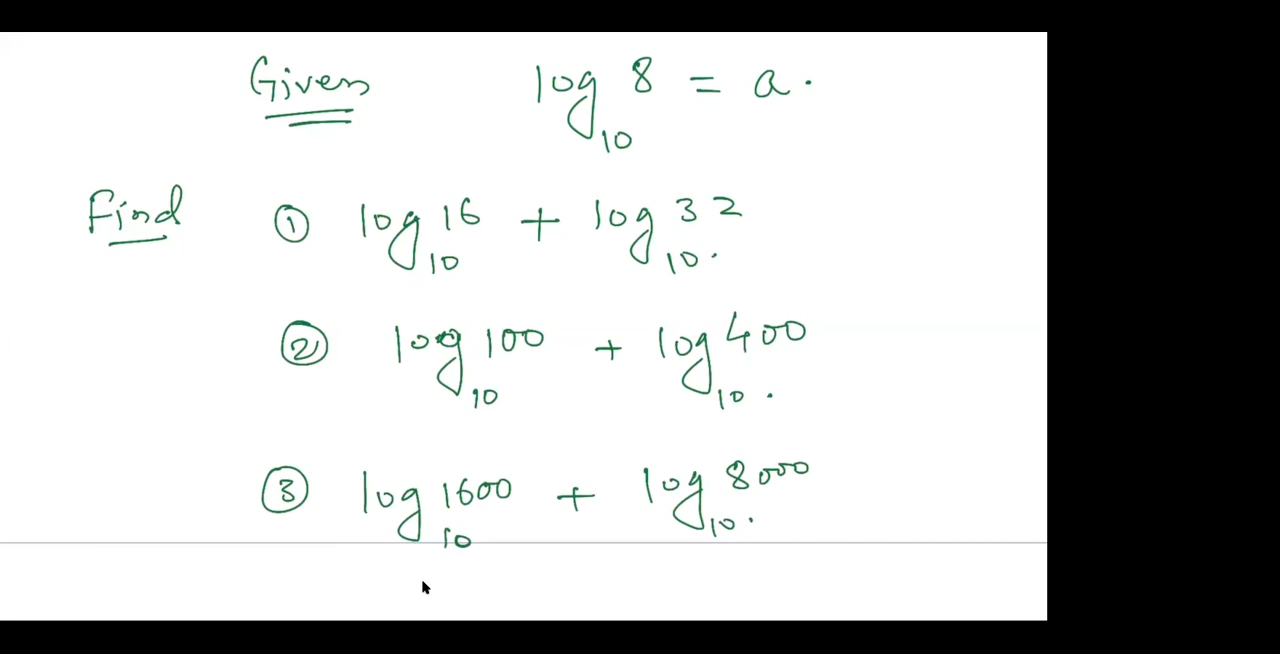 Given log₁₀ 8 = a.
Find ① log₁₀ 16 + log₁₀ 32.
② log₁₀ 100 + log₁₀ 400.
③ log₁₀ 1600 + log₁₀ 8000.